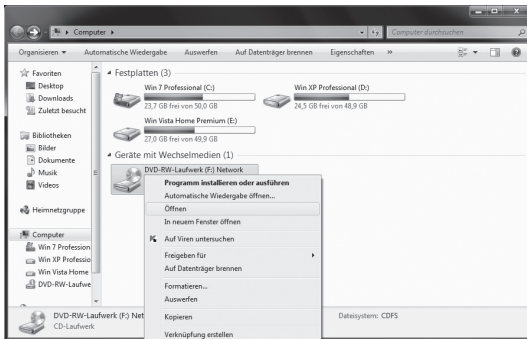 Computer
Computer durchsuchen
Organisieren Automatische Wiedergabe Auswerfen Auf Datenträger brennen Eigenschaften »
Favoriten
Desktop
Downloads
Zuletzt besucht
Bibliotheken
Bilder
Dokumente
Musik
Videos
Heimnetzgruppe
Computer
Win 7 Profession
Win XP Professio
Win Vista Home
DVD-RW-Laufwe
Festplatten (3)
Win 7 Professional (C:)
23,7 GB frei von 50,0 GB
Win XP Professional (D:)
24,5 GB frei von 48,9 GB
Win Vista Home Premium (E:)
27,0 GB frei von 49,9 GB
Geräte mit Wechselmedien (1)
DVD-RW-Laufwerk (F:) Network
Programm installieren oder ausführen
Automatische Wiedergabe öffnen...
Öffnen
In neuem Fenster öffnen
Auf Viren untersuchen
Freigeben für
Auf Datenträger brennen
Formatieren...
Auswerfen
Kopieren
Verknüpfung erstellen
DVD-RW-Laufwerk (F:) Net
CD-Laufwerk
Dateisystem: CDFS